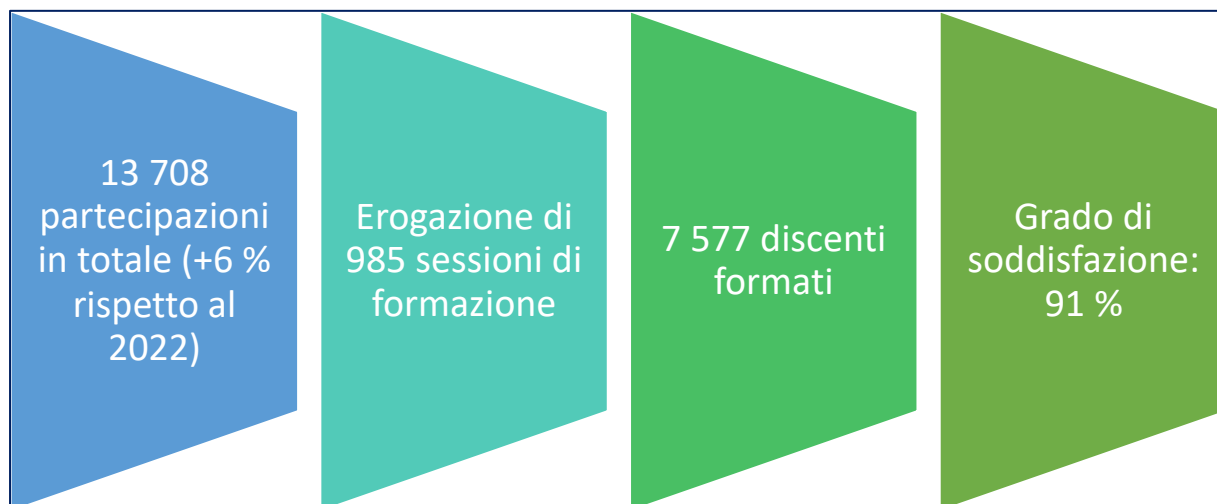 13 708
partecipazioni
in totale (+6 %
rispetto al
2022)
Erogazione di
985 sessioni di
formazione
7 577 discenti
formati
Grado di
soddisfazione:
91 %